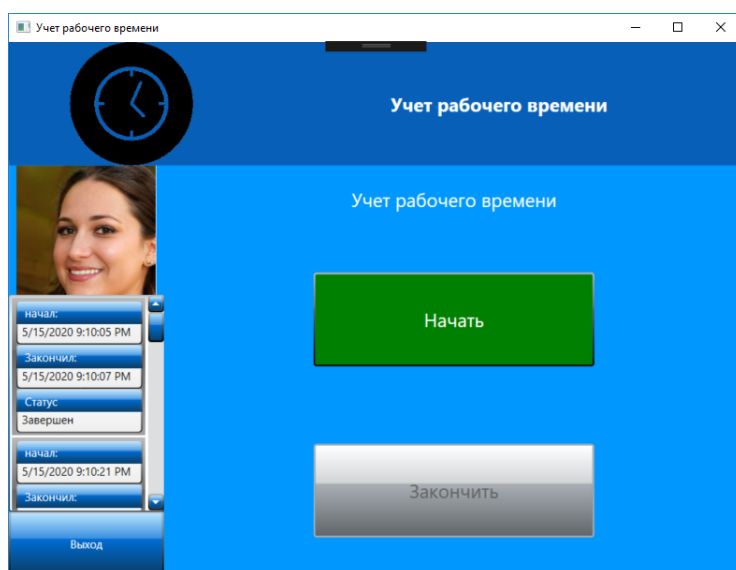 Учет рабочего времени
Учет рабочего времени
Учет рабочего времени
начал:
5/15/2020 9:10:05 PM
Закончил:
5/15/2020 9:10:07 PM
Статус
Завершен
начал:
5/15/2020 9:10:21 PM
Закончил:
Выход
Начать
Закончить